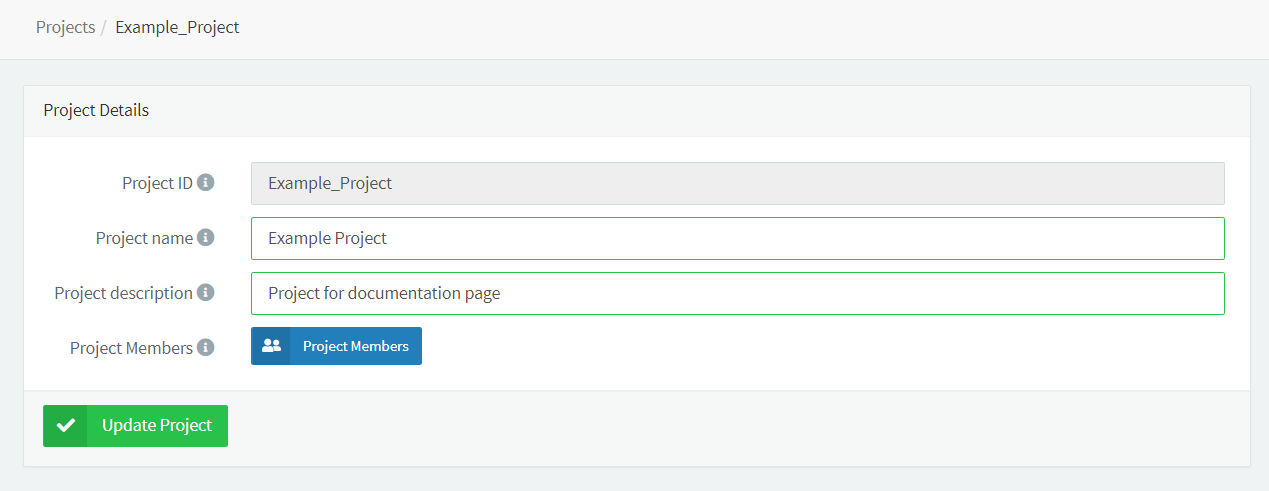 Projects / Example_Project
Project Details
Project ID Example_Project
Project name Example Project
Project description Project for documentation page
Project Members Project Members
Update Project